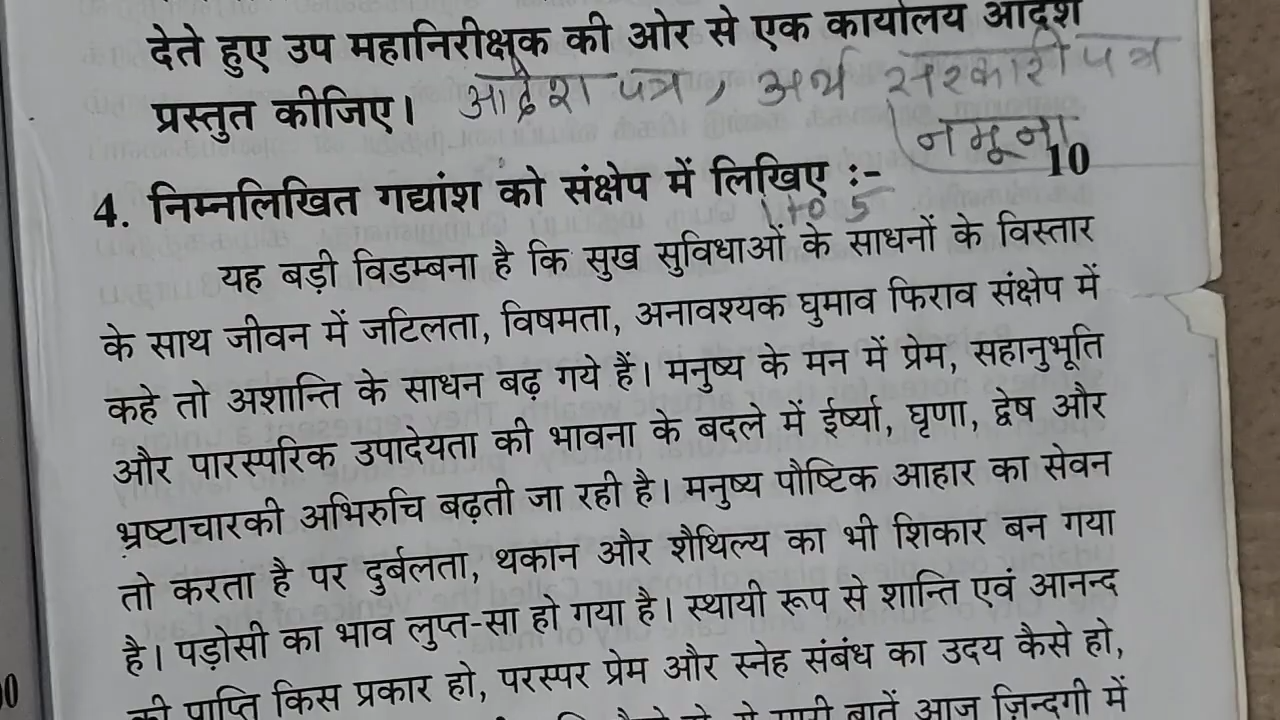 देते हुए उप महानिरीक्षक की ओर से एक कार्यालय आदेश
प्रस्तुत कीजिए। आदेश पत्र, अर्ध सरकारी पत्र
नमूना
10
4. निम्नलिखित गद्यांश को संक्षेप में लिखिए :-
1 to 5
यह बड़ी विडम्बना है कि सुख सुविधाओं के साधनों के विस्तार
के साथ जीवन में जटिलता, विषमता, अनावश्यक घुमाव फिराव संक्षेप में
कहे तो अशान्ति के साधन बढ़ गये हैं। मनुष्य के मन में प्रेम, सहानुभूति
और पारस्परिक उपादेयता की भावना के बदले में ईर्ष्या, घृणा, द्वेष और
भ्रष्टाचारकी अभिरुचि बढ़ती जा रही है। मनुष्य पौष्टिक आहार का सेवन
तो करता है पर दुर्बलता, थकान और शैथिल्य का भी शिकार बन गया
है। पड़ोसी का भाव लुप्त-सा हो गया है। स्थायी रूप से शान्ति एवं आनन्द
की प्राप्ति किस प्रकार हो, परस्पर प्रेम और स्नेह संबंध का उदय कैसे हो,
बातें आज ज़िन्दगी में